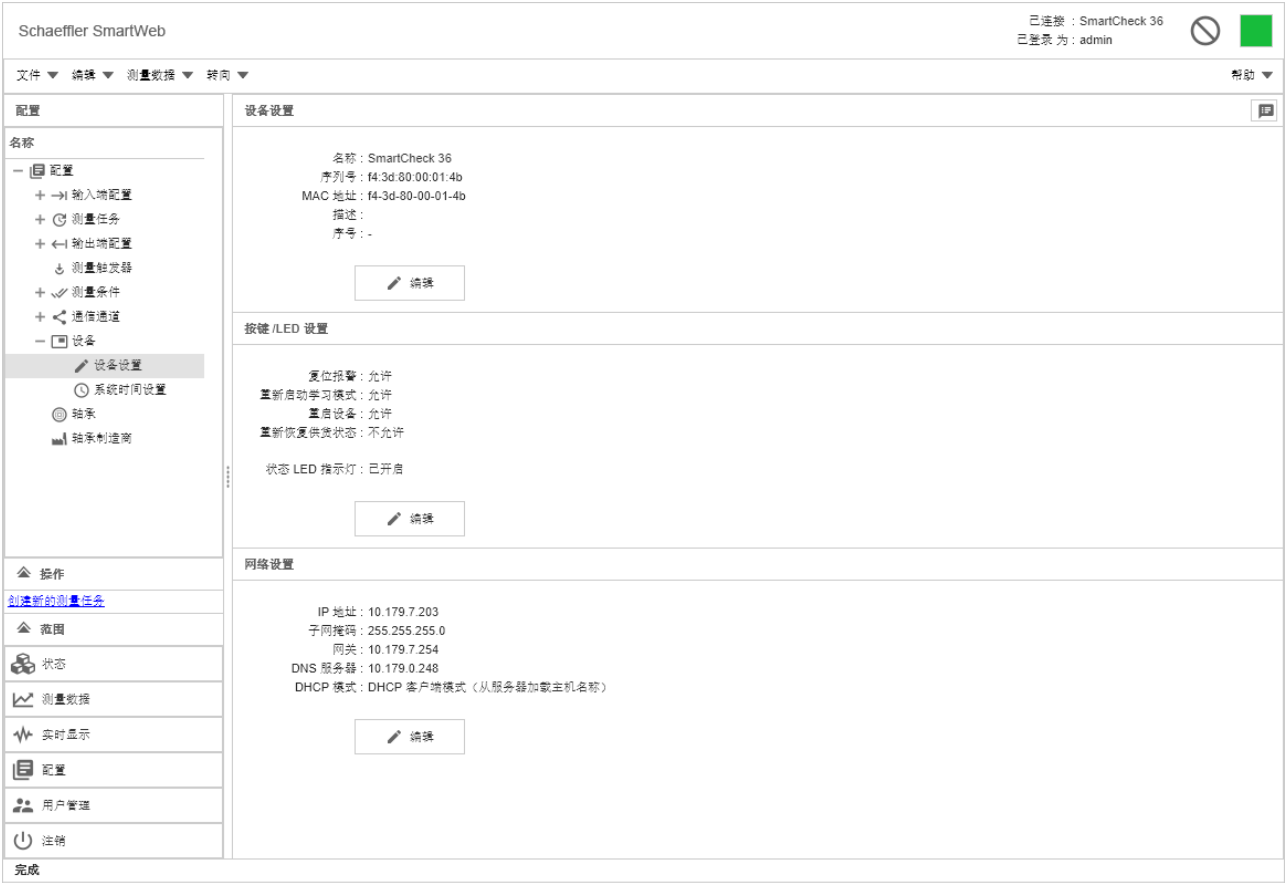 Schaeffler SmartWeb
已连接 : SmartCheck 36
已登录 为 : admin
文件 编辑 测量数据 转向 帮助
配置
名称
配置
输入端配置
测量任务
输出端配置
测量触发器
测量条件
通信通道
设备
设备设置
系统时间设置
轴承
轴承制造商
操作
创建新的测量任务
范围
状态
测量数据
实时显示
配置
用户管理
注销
设备设置
名称 : SmartCheck 36
序列号 : f4:3d:80:00:01:4b
MAC 地址 : f4-3d-80-00-01-4b
描述 :
序号 : -
编辑
按键 /LED 设置
复位报警 : 允许
重新启动学习模式 : 允许
重启设备 : 允许
重新恢复供货状态 : 不允许
状态 LED 指示灯 : 已开启
编辑
网络设置
IP 地址 : 10.179.7.203
子网掩码 : 255.255.255.0
网关 : 10.179.7.254
DNS 服务器 : 10.179.0.248
DHCP 模式 : DHCP 客户端模式（从服务器加载主机名称）
编辑
完成